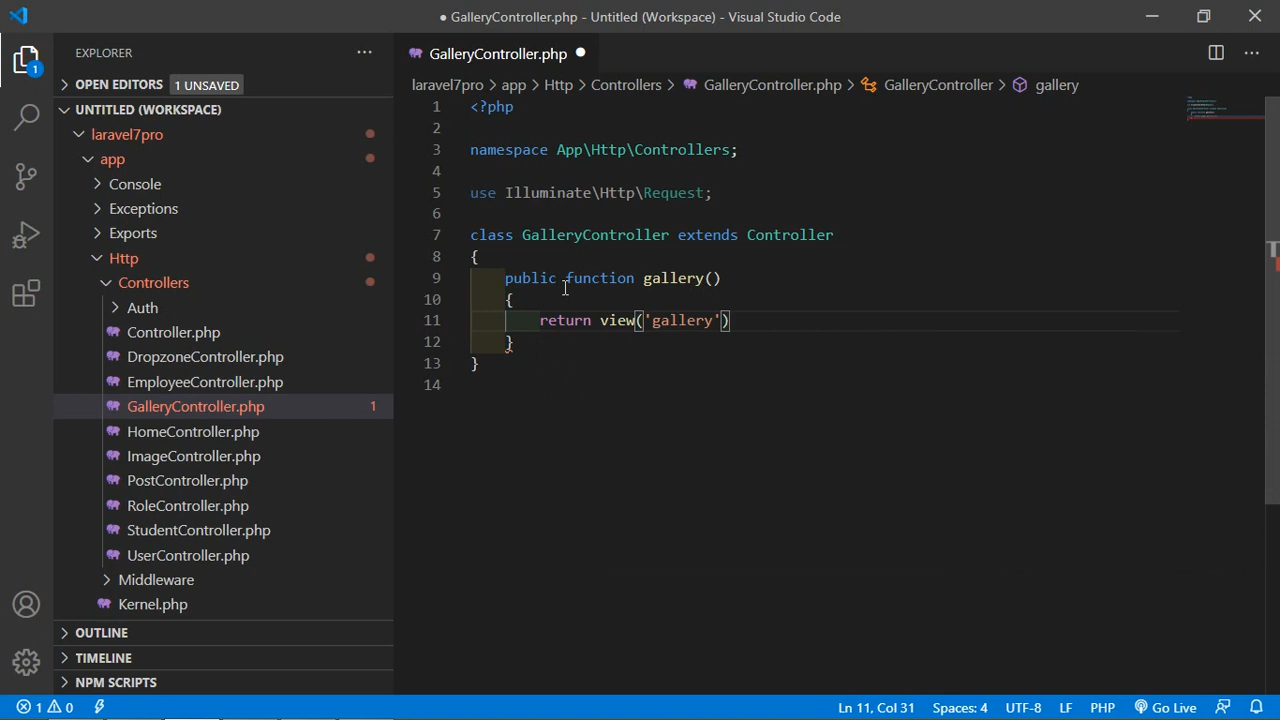 ● GalleryController.php - Untitled (Workspace) - Visual Studio Code
EXPLORER
1
OPEN EDITORS 1 UNSAVED
UNTITLED (WORKSPACE)
laravel7pro
app
Console
Exceptions
Exports
Http
Controllers
Auth
Controller.php
DropzoneController.php
EmployeeController.php
GalleryController.php 1
HomeController.php
ImageController.php
PostController.php
RoleController.php
StudentController.php
UserController.php
Middleware
Kernel.php
OUTLINE
TIMELINE
NPM SCRIPTS
GalleryController.php
laravel7pro > app > Http > Controllers > GalleryController.php > GalleryController > gallery
1 <?php
2
3 namespace App\Http\Controllers;
4
5 use Illuminate\Http\Request;
6
7 class GalleryController extends Controller
8 {
9 public function gallery()
10 {
11 return view('gallery')
12 }
13 }
14
1 0 Ln 11, Col 31 Spaces: 4 UTF-8 LF PHP Go Live